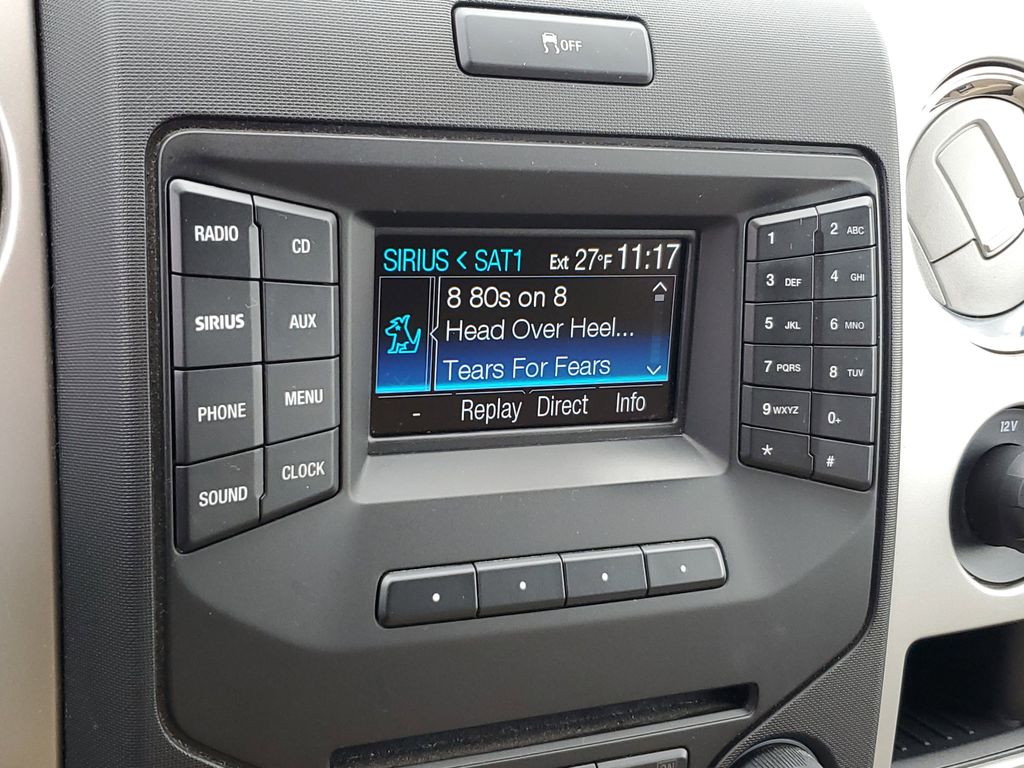 OFF
RADIO
CD
SIRIUS
AUX
PHONE
MENU
SOUND
CLOCK
SIRIUS < SAT1 Ext 27°F 11:17
8 80s on 8
Head Over Heel...
Tears For Fears
- Replay Direct Info
1
2 ABC
3 DEF
4 GHI
5 JKL
6 MNO
7 PQRS
8 TUV
9 WXYZ
0+
*
#
12V